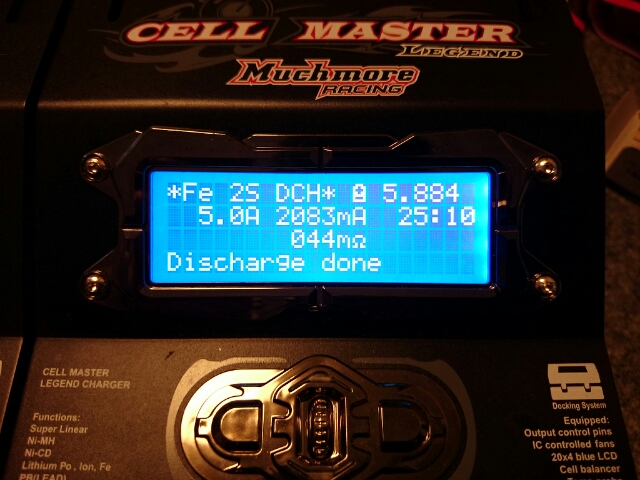 CELL MASTER
LEGEND
Muchmore
RACING
*Fe 2S DCH* 5.884
5.0A 2083mA 25:10
044mΩ
Discharge done
CELL MASTER
LEGEND CHARGER
Functions:
Super Linear
Ni-MH
Ni-CD
Lithium Po , Ion, Fe
PB(LEAD)
Docking System
Equipped:
Output control pins
IC controlled fans
20x4 blue LCD
Cell balancer